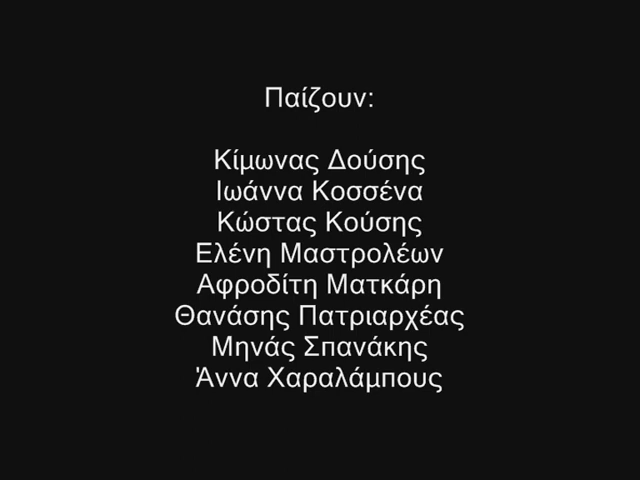 Παίζουν:
Κίμωνας Δούσης
Ιωάννα Κοσσένα
Κώστας Κούσης
Ελένη Μαστρολέων
Αφροδίτη Ματκάρη
Θανάσης Πατριαρχέας
Μηνάς Σπανάκης
Άννα Χαραλάμπους